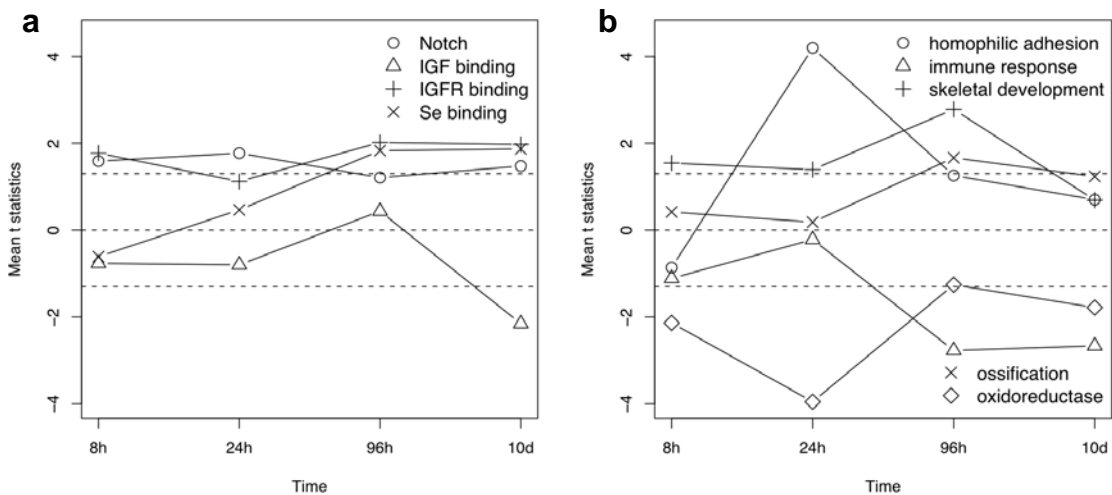 a
Notch
IGF binding
IGFR binding
Se binding
Mean t statistics
4
2
0
−2
−4
8h
24h
96h
10d
Time
b
homophilic adhesion
immune response
skeletal development
ossification
oxidoreductase
Mean t statistics
4
2
0
−2
−4
8h
24h
96h
10d
Time